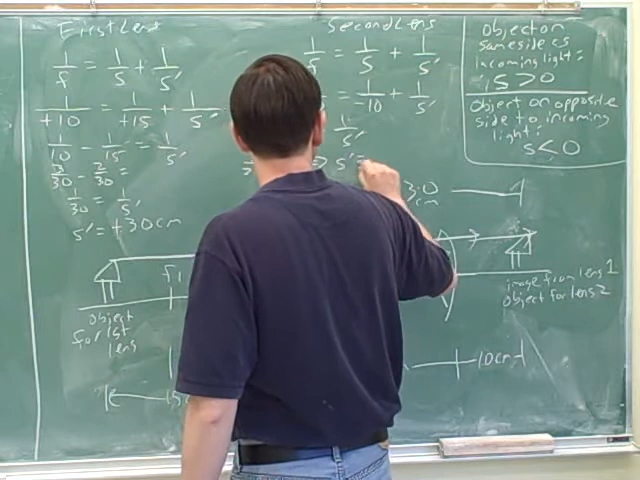 First Lens
1/f = 1/s + 1/s'
1/+10 = 1/+15 + 1/s'
1/10 - 1/15 = 1/s'
3/30 - 2/30 =
1/30 = 1/s'
s' = +30cm
Second Lens
1/f = 1/s + 1/s'
= 1/-10 + 1/s'
1/s'
⇒ s' =
Object on
same side as
incoming light:
s > 0
Object on opposite
side to incoming
light:
s < 0
30
cm
f1
object
for 1st
lens
image from lens 1
object for lens 2
10cm